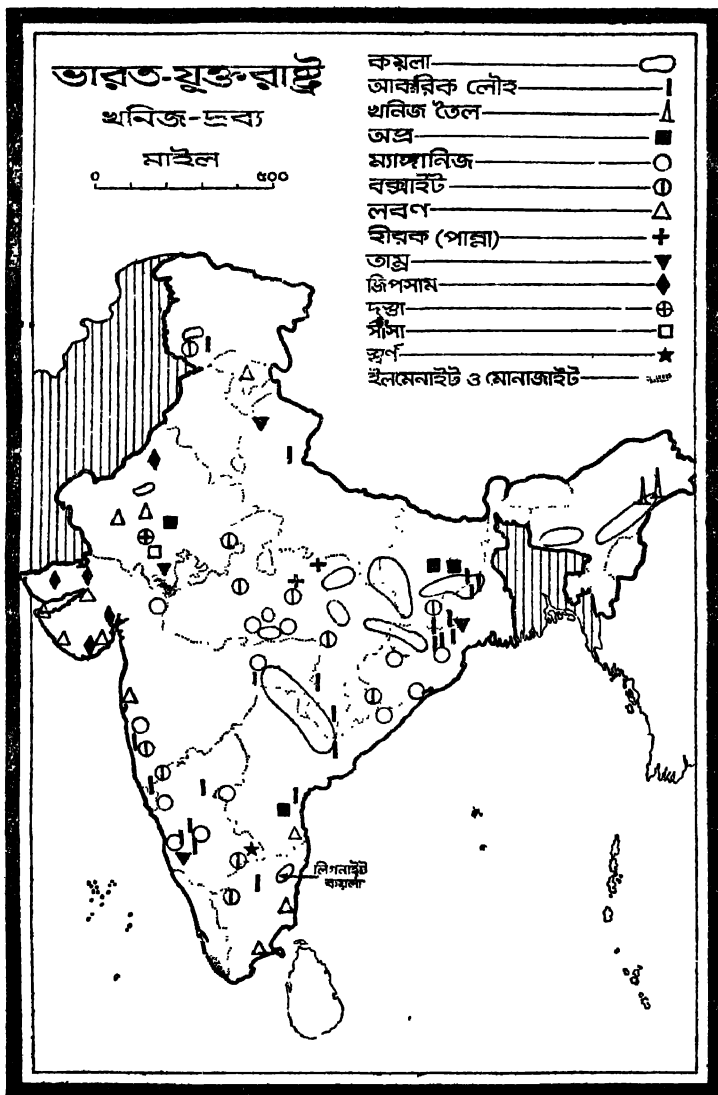 ভারত-যুক্তরাষ্ট্র
খনিজ-দ্রব্য
মাইল
০ ৫০০
কয়লা
আকরিক লৌহ
খনিজ তৈল
অভ্র
ম্যাঙ্গানিজ
বক্সাইট
লবণ
হীরক (পান্না)
তাম্র
জিপসাম
দস্তা
সীসা
স্বর্ণ
ইলমেনাইট ও মোনাজাইট
লিগনাইট
কয়লা